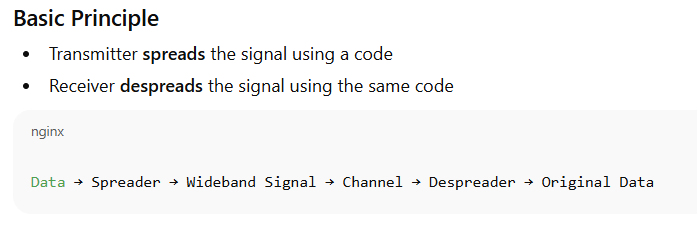 Basic Principle
• Transmitter spreads the signal using a code
• Receiver despreads the signal using the same code
nginx
Data → Spreader → Wideband Signal → Channel → Despreader → Original Data